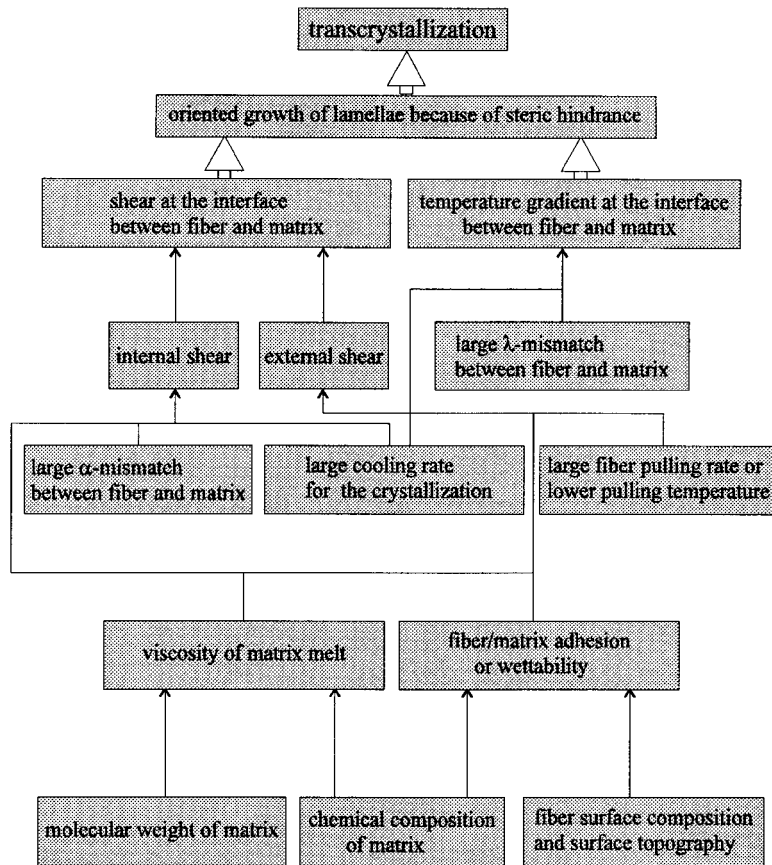 transcrystallization
oriented growth of lamellae because of steric hindrance
shear at the interface
between fiber and matrix
temperature gradient at the interface
between fiber and matrix
internal shear
external shear
large λ-mismatch
between fiber and matrix
large α-mismatch
between fiber and matrix
large cooling rate
for the crystallization
large fiber pulling rate or
lower pulling temperature
viscosity of matrix melt
fiber/matrix adhesion
or wettability
molecular weight of matrix
chemical composition
of matrix
fiber surface composition
and surface topography